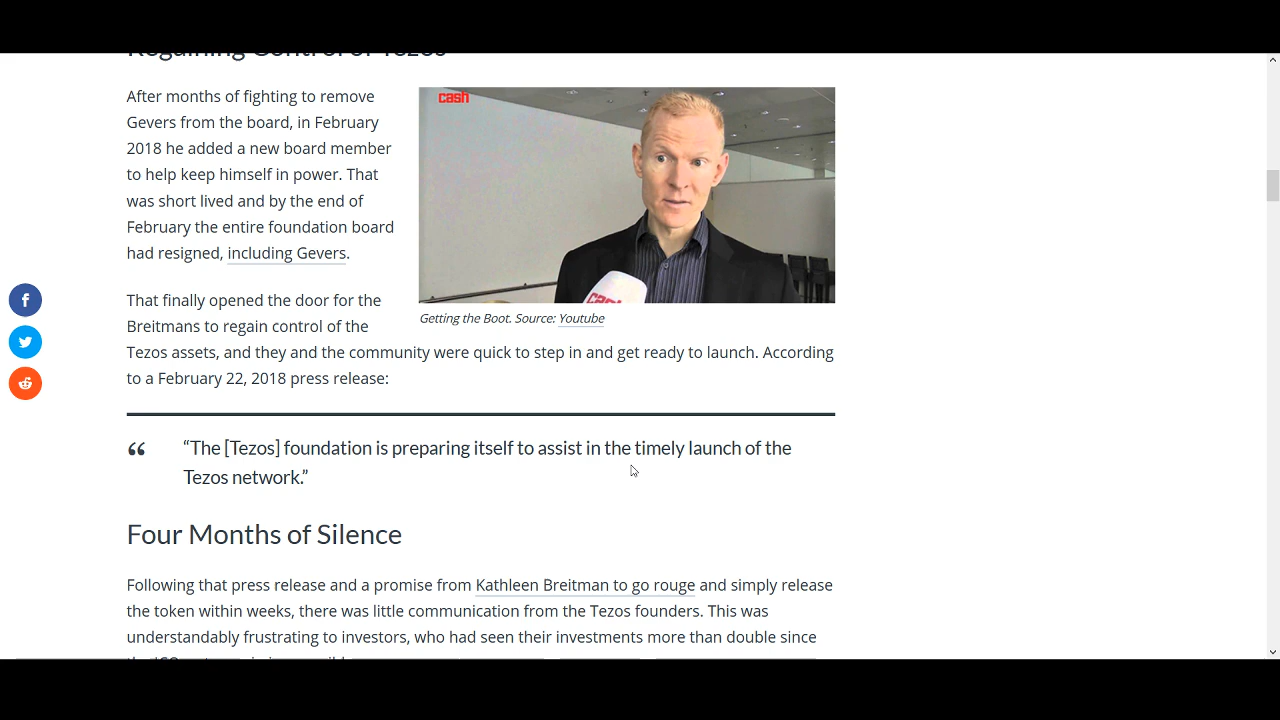 Regaining Control of Tezos
After months of fighting to remove
Gevers from the board, in February
2018 he added a new board member
to help keep himself in power. That
was short lived and by the end of
February the entire foundation board
had resigned, including Gevers.
cash
cash
Getting the Boot. Source: Youtube
That finally opened the door for the
Breitmans to regain control of the
Tezos assets, and they and the community were quick to step in and get ready to launch. According
to a February 22, 2018 press release:
“The [Tezos] foundation is preparing itself to assist in the timely launch of the
Tezos network.”
Four Months of Silence
Following that press release and a promise from Kathleen Breitman to go rouge and simply release
the token within weeks, there was little communication from the Tezos founders. This was
understandably frustrating to investors, who had seen their investments more than double since